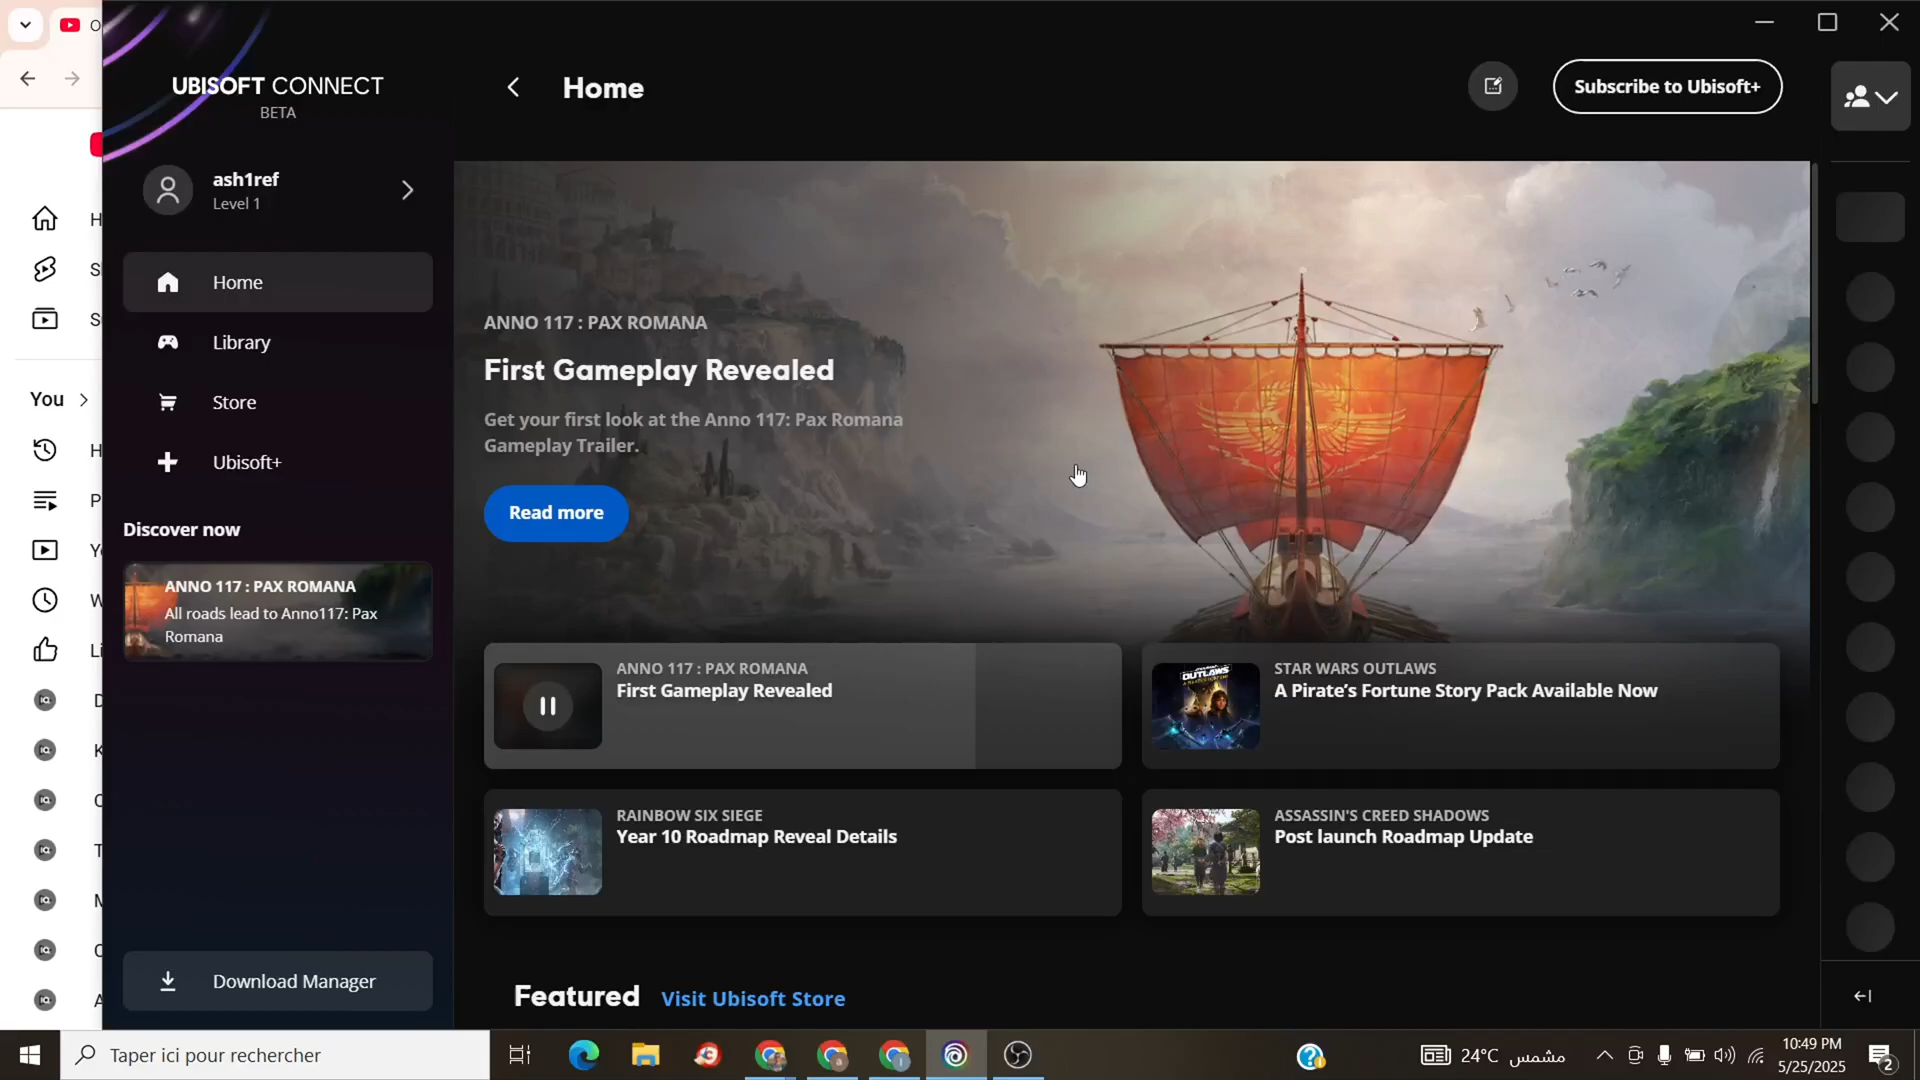 UBISOFT CONNECT
BETA
ash1ref
Level 1
Home
Library
Store
Ubisoft+
Discover now
ANNO 117 : PAX ROMANA
All roads lead to Anno117: Pax
Romana
Download Manager
Home
Subscribe to Ubisoft+
ANNO 117 : PAX ROMANA
First Gameplay Revealed
Get your first look at the Anno 117: Pax Romana
Gameplay Trailer.
Read more
ANNO 117 : PAX ROMANA
First Gameplay Revealed
STAR WARS OUTLAWS
A Pirate's Fortune Story Pack Available Now
OUTLAWS
RAINBOW SIX SIEGE
Year 10 Roadmap Reveal Details
ASSASSIN'S CREED SHADOWS
Post launch Roadmap Update
Featured
Visit Ubisoft Store
You
Taper ici pour rechercher
24°C مشمس
10:49 PM
5/25/2025
2